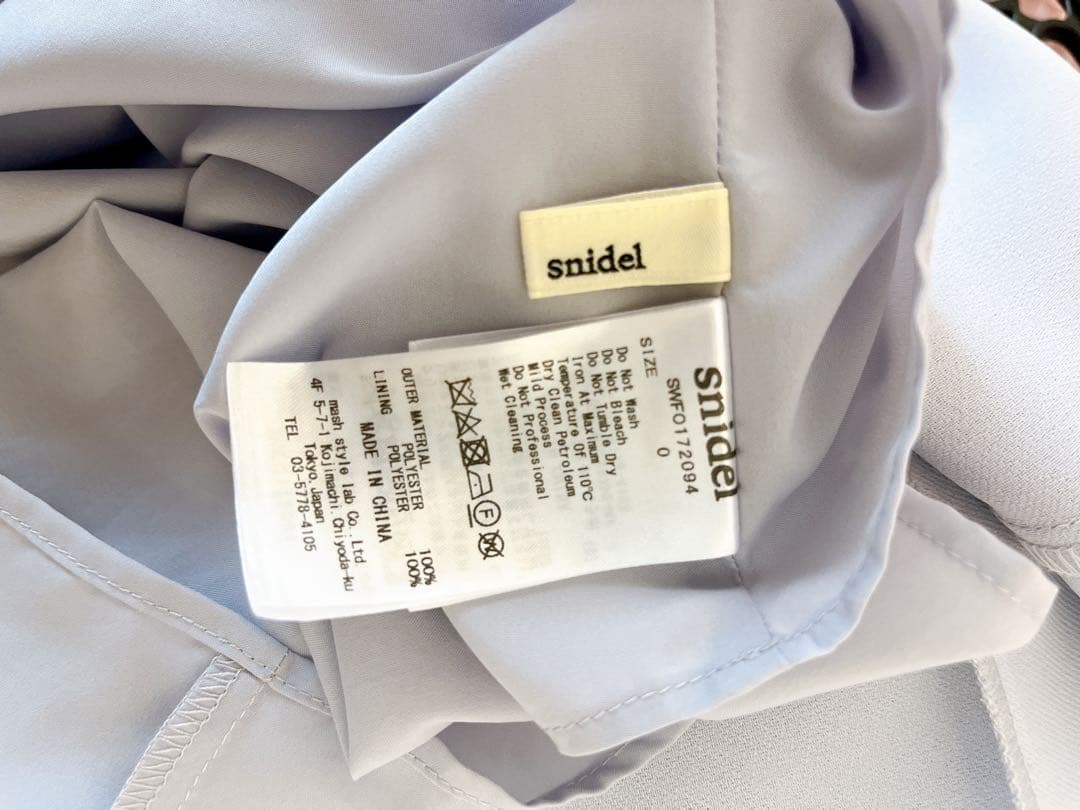 snidel
snidel
SWFO172094
SIZE 0
Do Not Wash
Do Not Bleach
Do Not Tumble Dry
Iron At Maximum
Temperature Of 110°C
Dry Clean Petroleum
Mild Process
Do Not Professional
Wet Cleaning
F
OUTER MATERIAL
POLYESTER 100%
LINING POLYESTER 100%
MADE IN CHINA
mash style lab Co.,Ltd
4F 5-7-1 Kojimachi, Chiyoda-ku
Tokyo, Japan
TEL 03-5778-4105